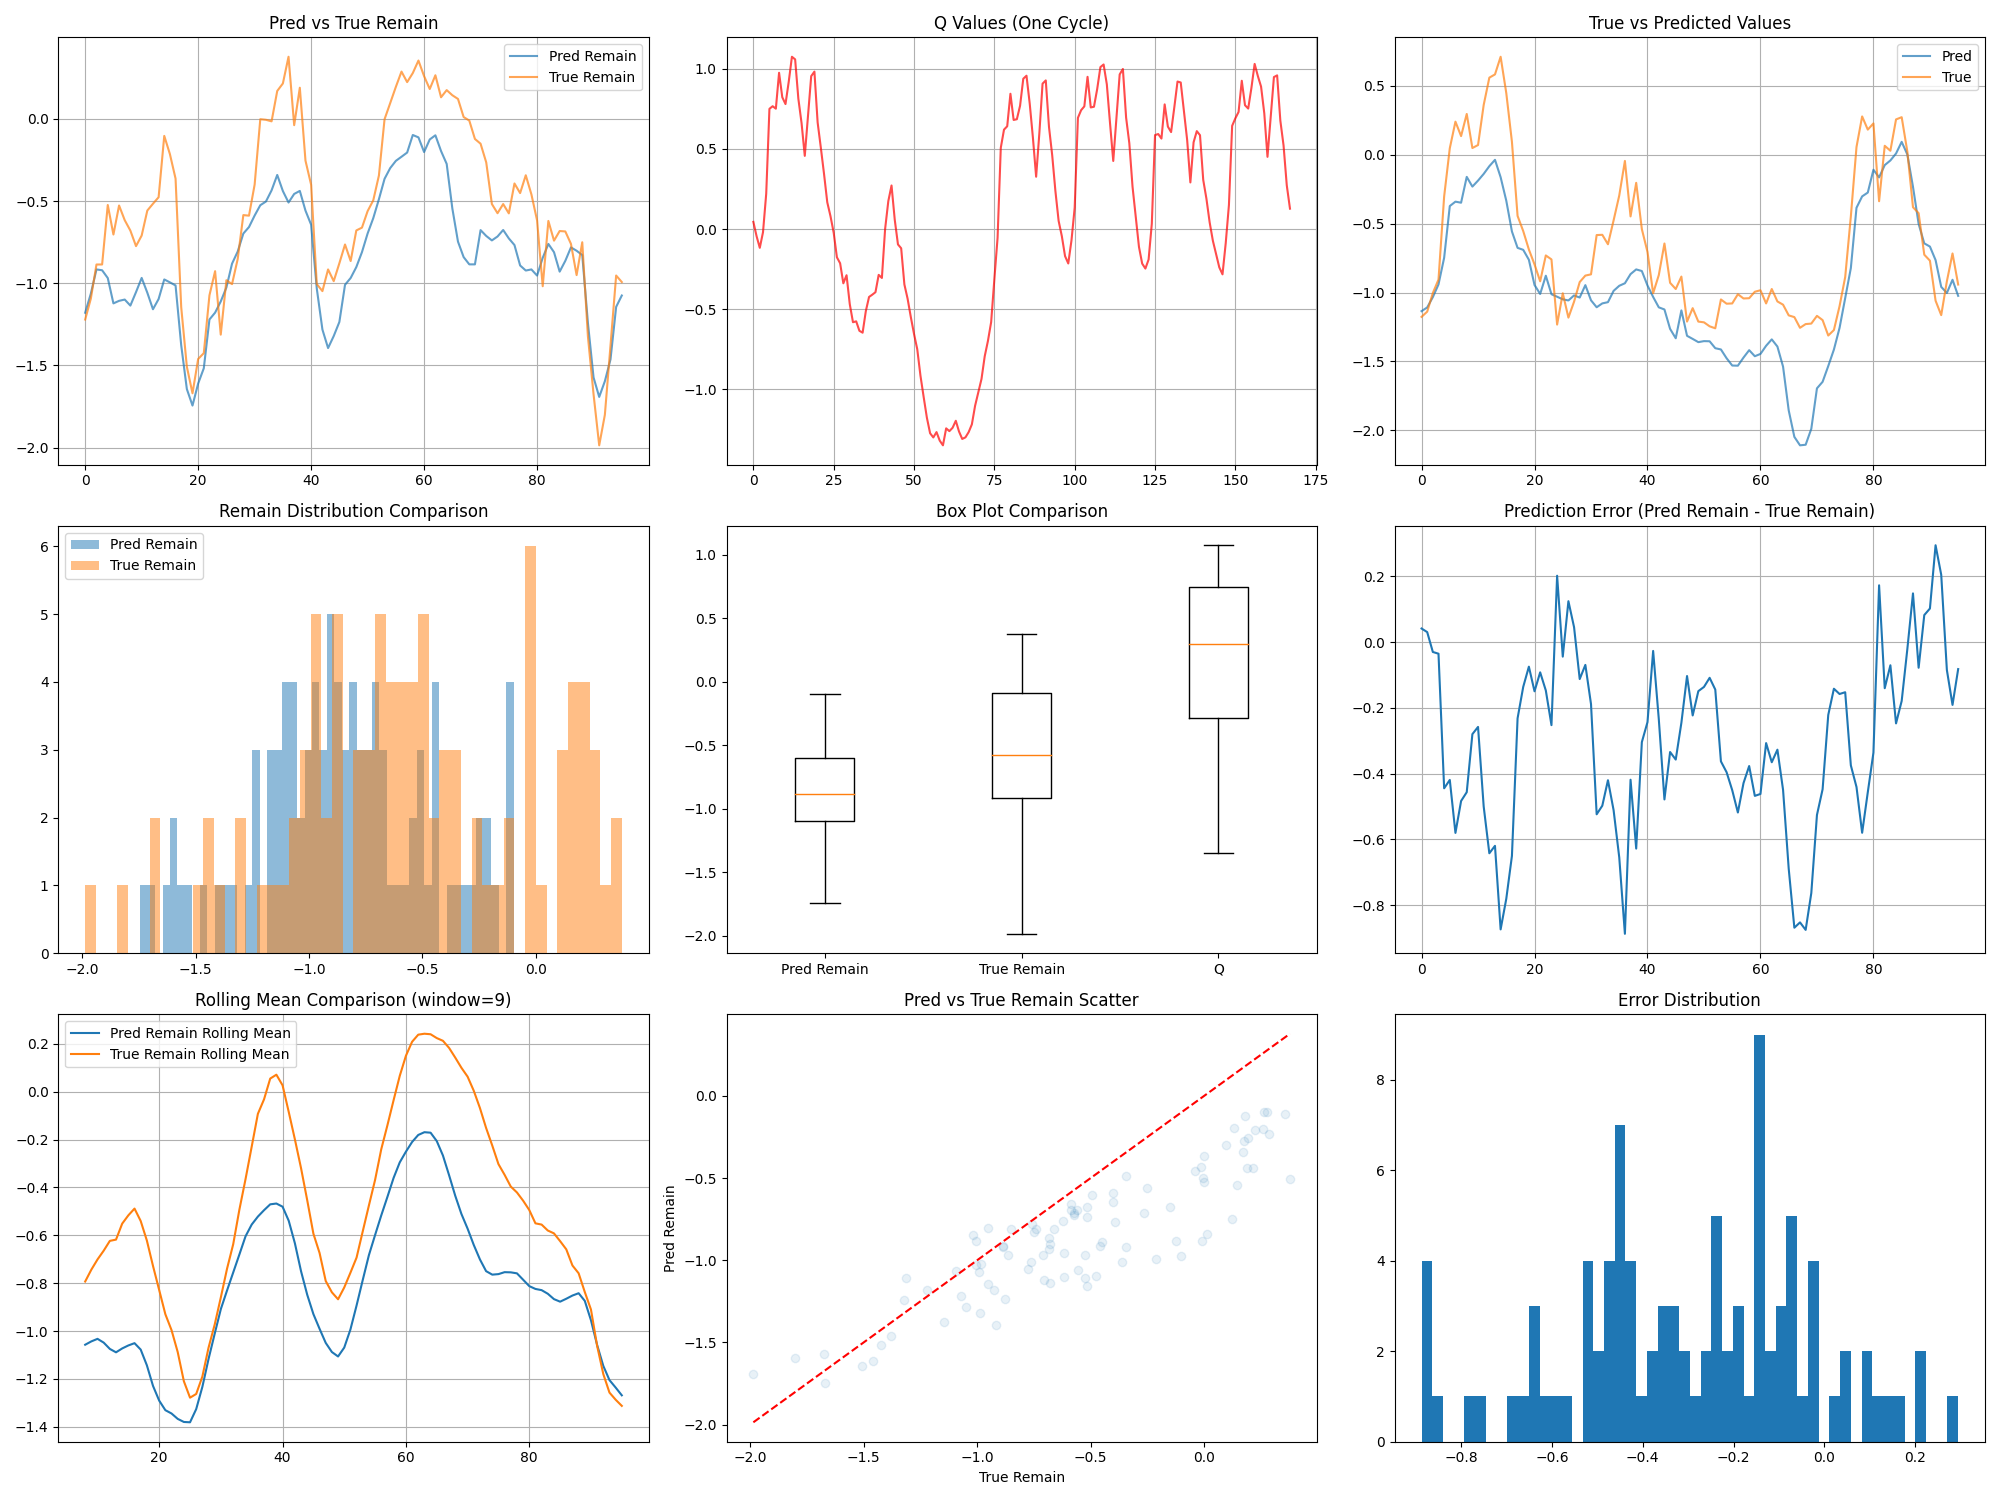 Pred vs True Remain
Pred Remain
True Remain
0.0
−0.5
−1.0
−1.5
−2.0
0 20 40 60 80
Q Values (One Cycle)
1.0
0.5
0.0
−0.5
−1.0
0 25 50 75 100 125 150 175
True vs Predicted Values
Pred
True
0.5
0.0
−0.5
−1.0
−1.5
−2.0
0 20 40 60 80
Remain Distribution Comparison
Pred Remain
True Remain
6
5
4
3
2
1
0
−2.0 −1.5 −1.0 −0.5 0.0
Box Plot Comparison
1.0
0.5
0.0
−0.5
−1.0
−1.5
−2.0
Pred Remain True Remain Q
Prediction Error (Pred Remain - True Remain)
0.2
0.0
−0.2
−0.4
−0.6
−0.8
0 20 40 60 80
Rolling Mean Comparison (window=9)
Pred Remain Rolling Mean
True Remain Rolling Mean
0.2
0.0
−0.2
−0.4
−0.6
−0.8
−1.0
−1.2
−1.4
20 40 60 80
Pred vs True Remain Scatter
Pred Remain
0.0
−0.5
−1.0
−1.5
−2.0
−2.0 −1.5 −1.0 −0.5 0.0
True Remain
Error Distribution
8
6
4
2
0
−0.8 −0.6 −0.4 −0.2 0.0 0.2